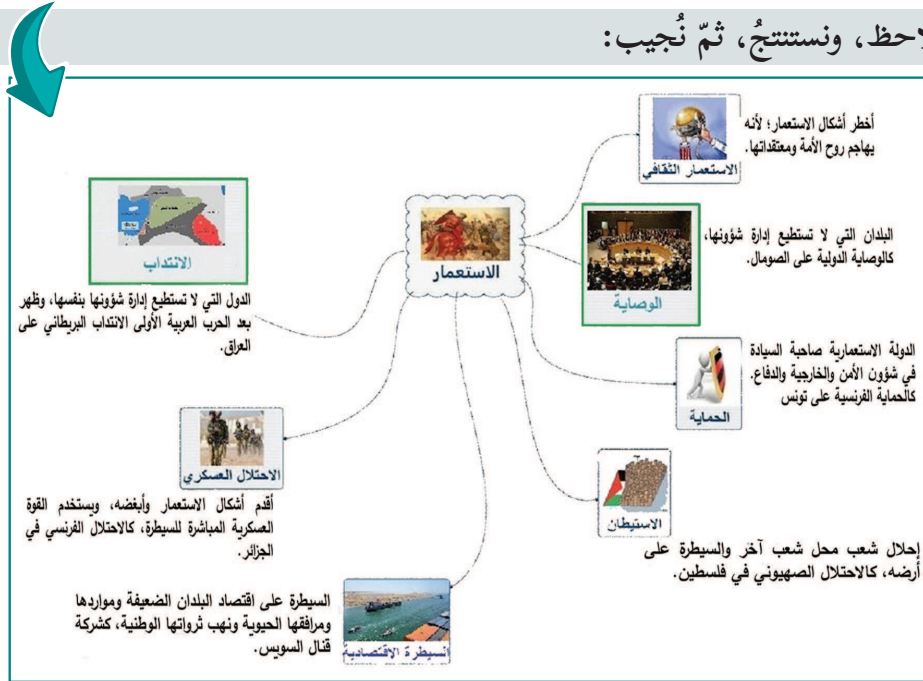 لاحظ، ونستنتجُ، ثمّ نُجيب:
أخطر أشكال الاستعمار؛ لأنه
يهاجم روح الأمة ومعتقداتها.
الاستعمار الثقافي
البلدان التي لا تستطيع إدارة شؤونها،
كالوصاية الدولية على الصومال.
الوصاية
الدولة الاستعمارية صاحبة السيادة
في شؤون الأمن والخارجية والدفاع.
كالحماية الفرنسية على تونس
الحماية
الاستيطان
إحلال شعب محل شعب آخر والسيطرة على
أرضه، كالاحتلال الصهيوني في فلسطين.
الاستعمار
الانتداب
الدول التي لا تستطيع إدارة شؤونها بنفسها، وظهر
بعد الحرب العربية الأولى الانتداب البريطاني على
العراق.
الاحتلال العسكري
أقدم أشكال الاستعمار وأبغضه، ويستخدم القوة
العسكرية المباشرة للسيطرة، كالاحتلال الفرنسي في
الجزائر.
السيطرة على اقتصاد البلدان الضعيفة ومواردها
ومرافقها الحيوية ونهب ثرواتها الوطنية، كشركة
قنال السويس.
السيطرة الاقتصادية